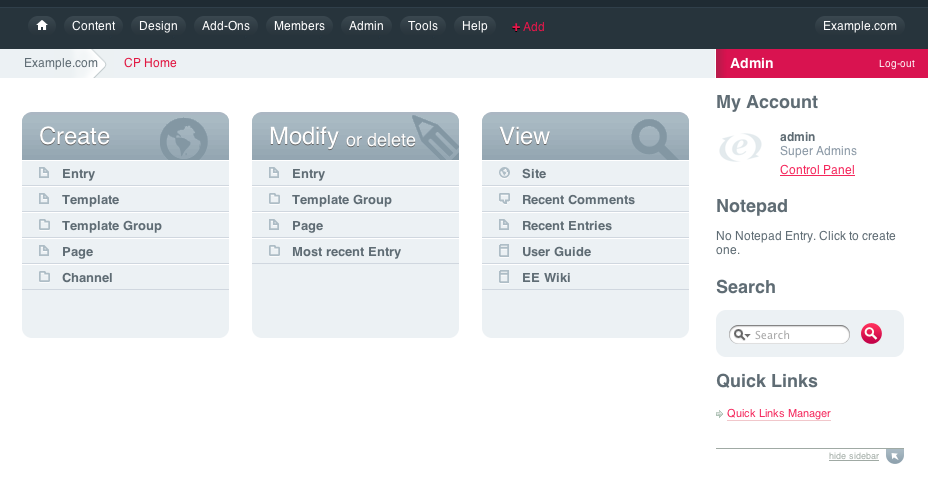 Content Design Add-Ons Members Admin Tools Help + Add Example.com
Example.com CP Home
Admin Log-out
Create
Entry
Template
Template Group
Page
Channel
Modify or delete
Entry
Template Group
Page
Most recent Entry
View
Site
Recent Comments
Recent Entries
User Guide
EE Wiki
My Account
admin
Super Admins
Control Panel
Notepad
No Notepad Entry. Click to create
one.
Search
Search
Quick Links
Quick Links Manager
hide sidebar